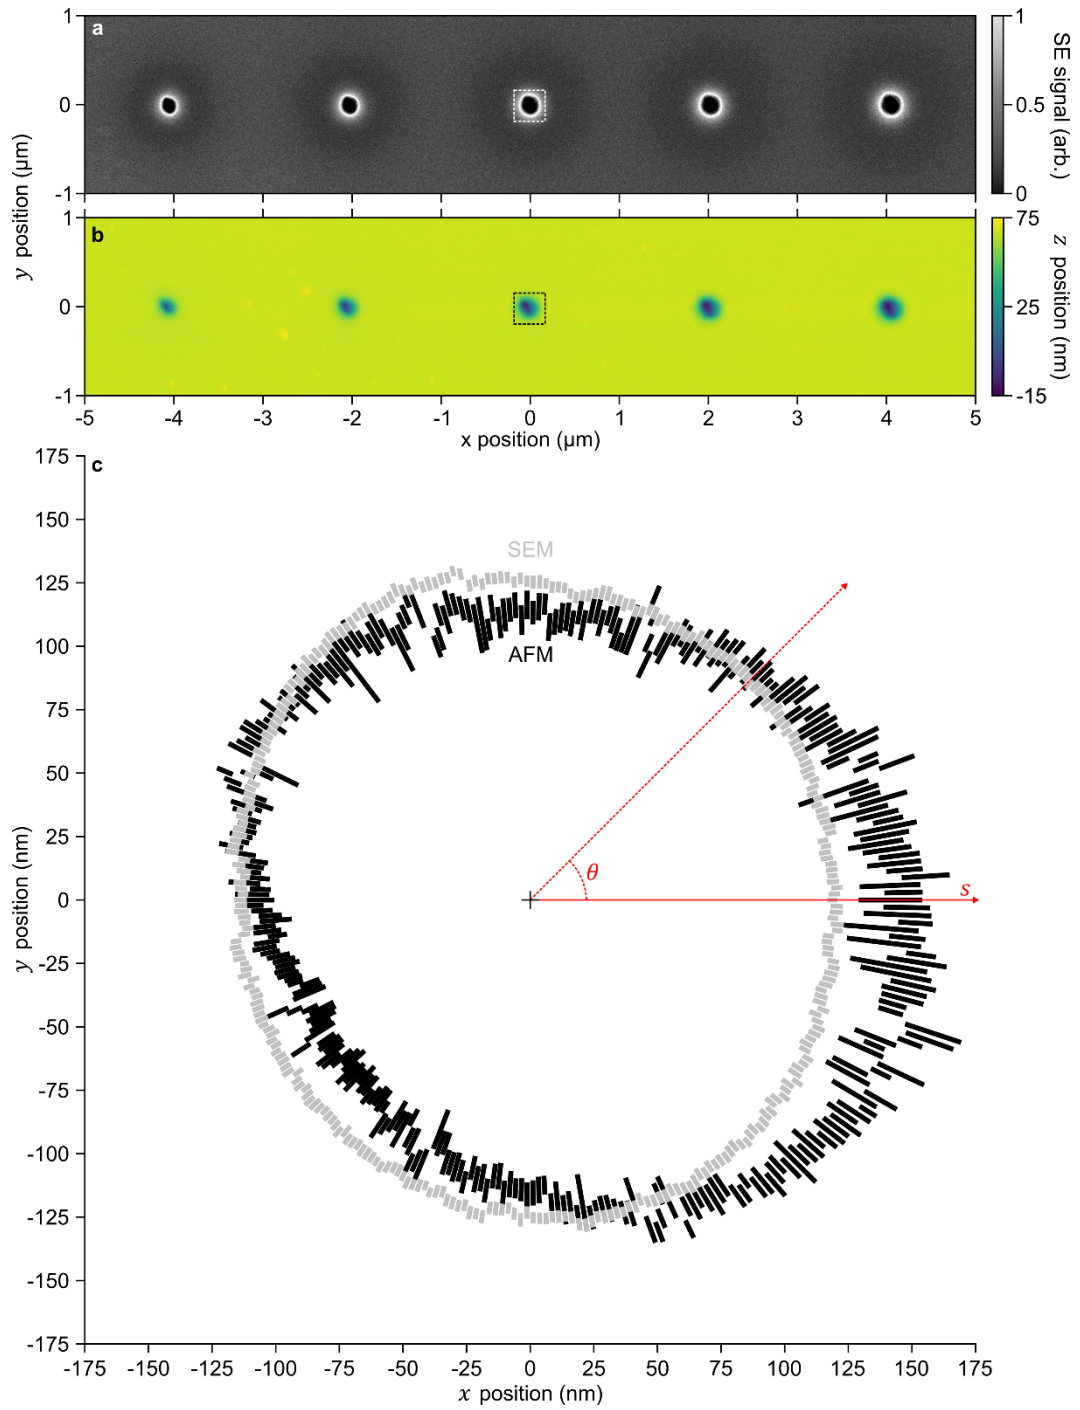 a
1
0
-1
1
0.5
0
SE signal (arb.)
y position (µm)
b
1
0
-1
75
25
-15
z position (nm)
-5 -4 -3 -2 -1 0 1 2 3 4 5
x position (µm)
c
175
150
125
100
75
50
25
0
-25
-50
-75
-100
-125
-150
-175
y position (nm)
SEM
AFM
θ
s
-175 -150 -125 -100 -75 -50 -25 0 25 50 75 100 125 150 175
x position (nm)